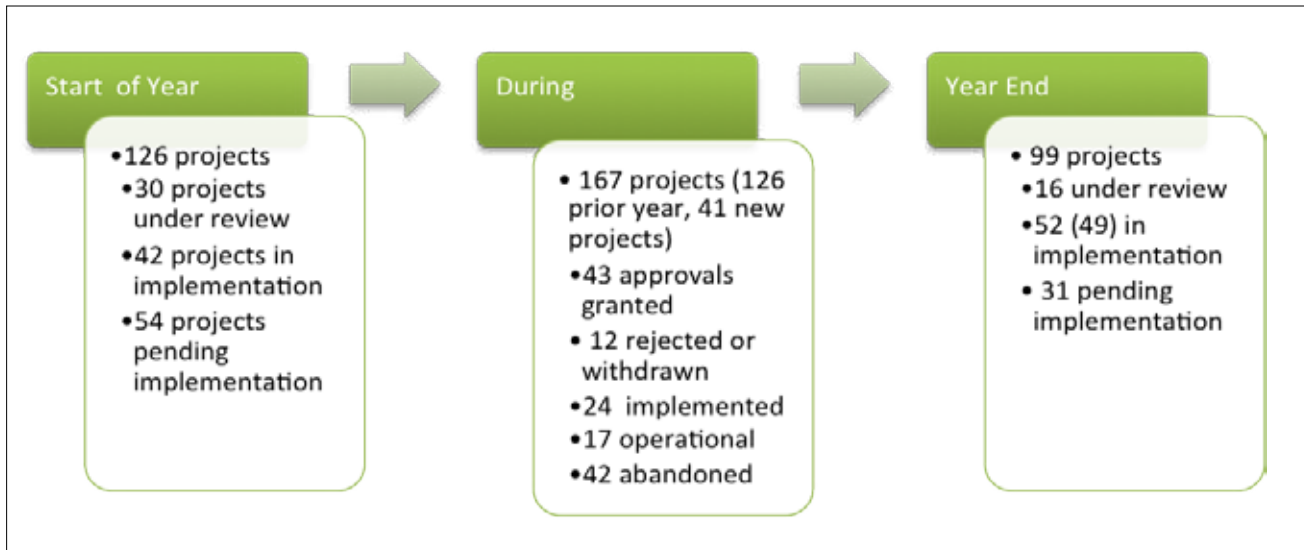 Start of Year
•126 projects
•30 projects
under review
•42 projects in
implementation
•54 projects
pending
implementation
During
• 167 projects (126
prior year, 41 new
projects)
•43 approvals
granted
• 12 rejected or
withdrawn
•24 implemented
•17 operational
•42 abandoned
Year End
• 99 projects
•16 under review
•52 (49) in
implementation
• 31 pending
implementation